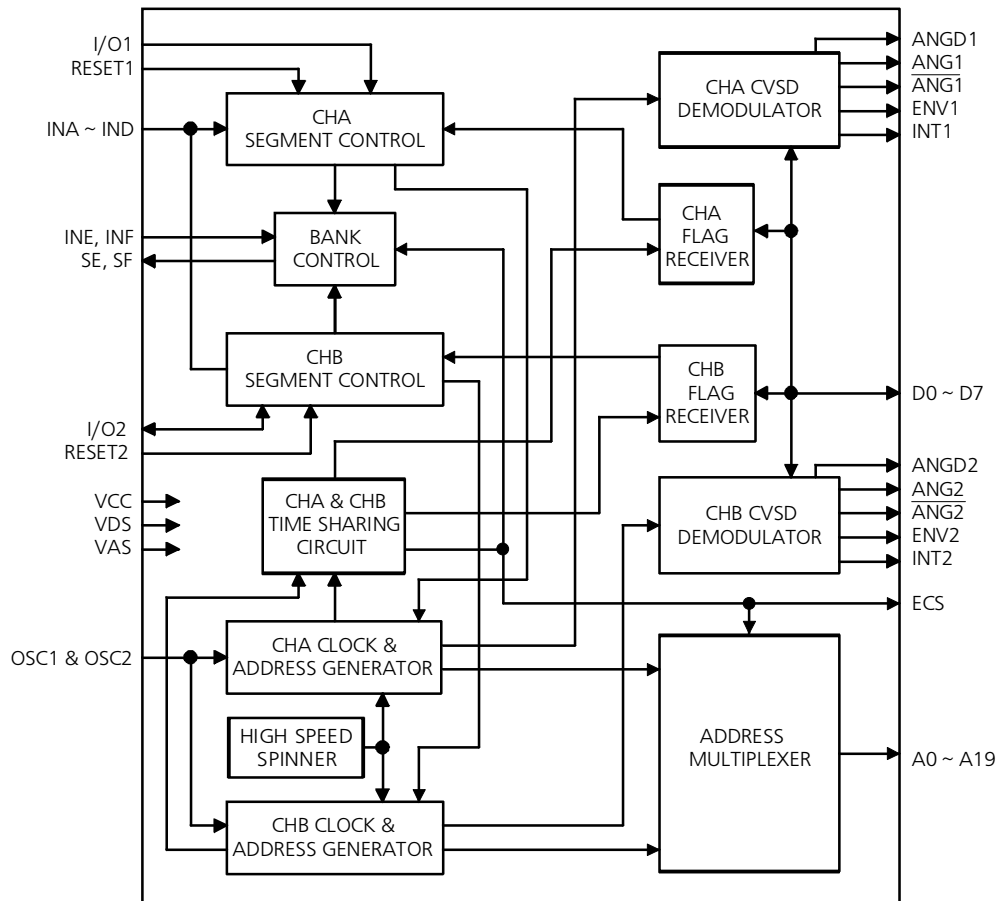 I/O1
RESET1
INA ~ IND
INE, INF
SE, SF
I/O2
RESET2
VCC
VDS
VAS
OSC1 & OSC2
CHA
SEGMENT CONTROL
BANK
CONTROL
CHB
SEGMENT CONTROL
CHA & CHB
TIME SHARING
CIRCUIT
CHA CLOCK &
ADDRESS GENERATOR
HIGH SPEED
SPINNER
CHB CLOCK &
ADDRESS GENERATOR
CHA CVSD
DEMODULATOR
CHA
FLAG
RECEIVER
CHB
FLAG
RECEIVER
CHB CVSD
DEMODULATOR
ADDRESS
MULTIPLEXER
ANGD1
ANG1
ANG1
ENV1
INT1
D0 ~ D7
ANGD2
ANG2
ANG2
ENV2
INT2
ECS
A0 ~ A19